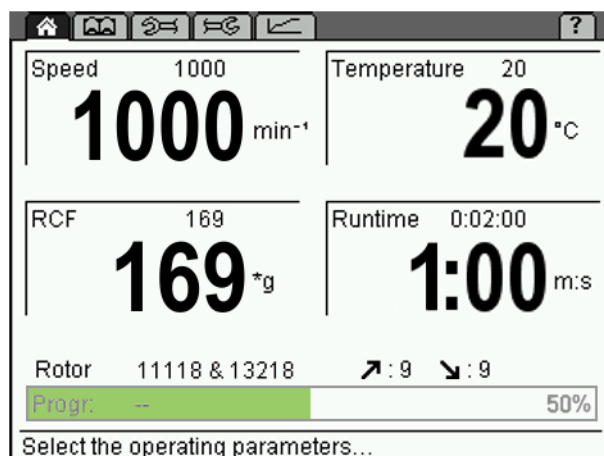 ?
Speed 1000
1000 min⁻¹
Temperature 20
20 °C
RCF 169
169 *g
Runtime 0:02:00
1:00 m:s
Rotor 11118 & 13218 ↗: 9 ↘: 9
Progr: -- 50%
Select the operating parameters...